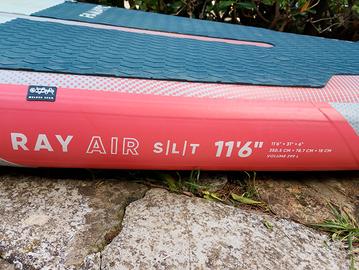 RAY AIR S|L|T 11'6"
11'6" × 31" × 6"
350.5 CM × 78.7 CM × 15 CM
VOLUME 299 L